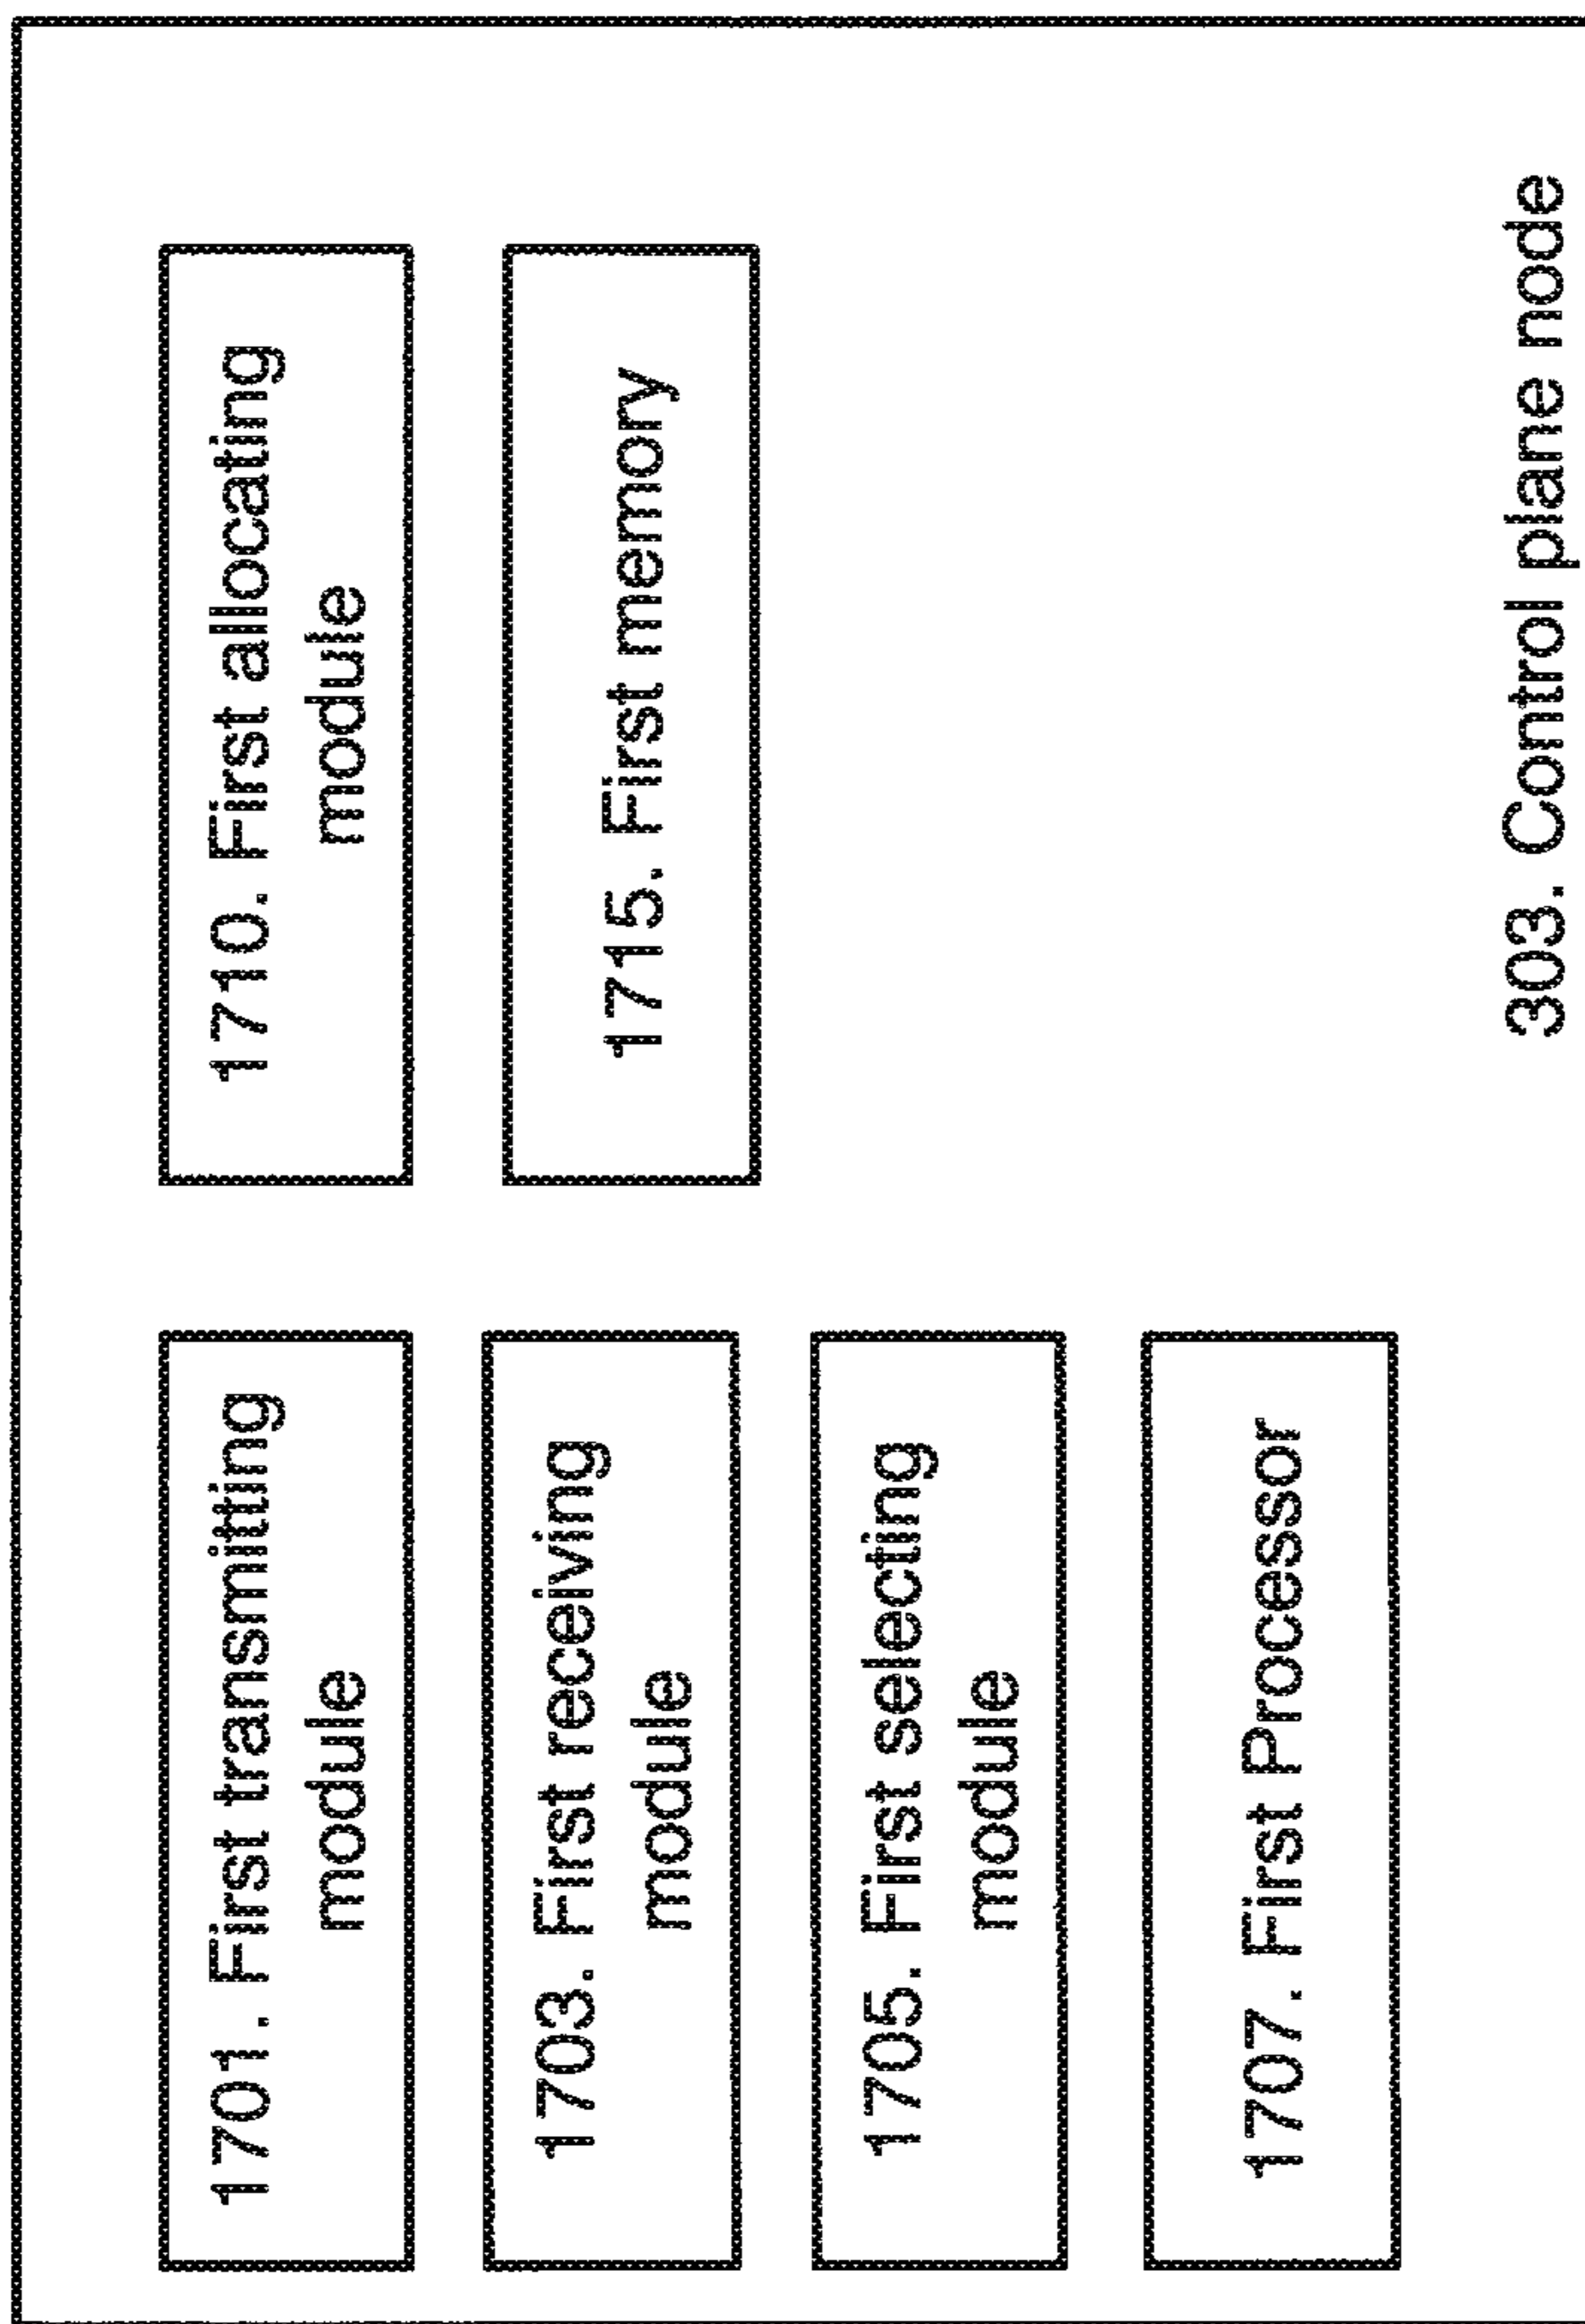 1701. First transmitting
module
1703. First receiving
module
1705. First selecting
module
1707. First Processor
1710. First allocating
module
1715. First memory
303. Control plane node